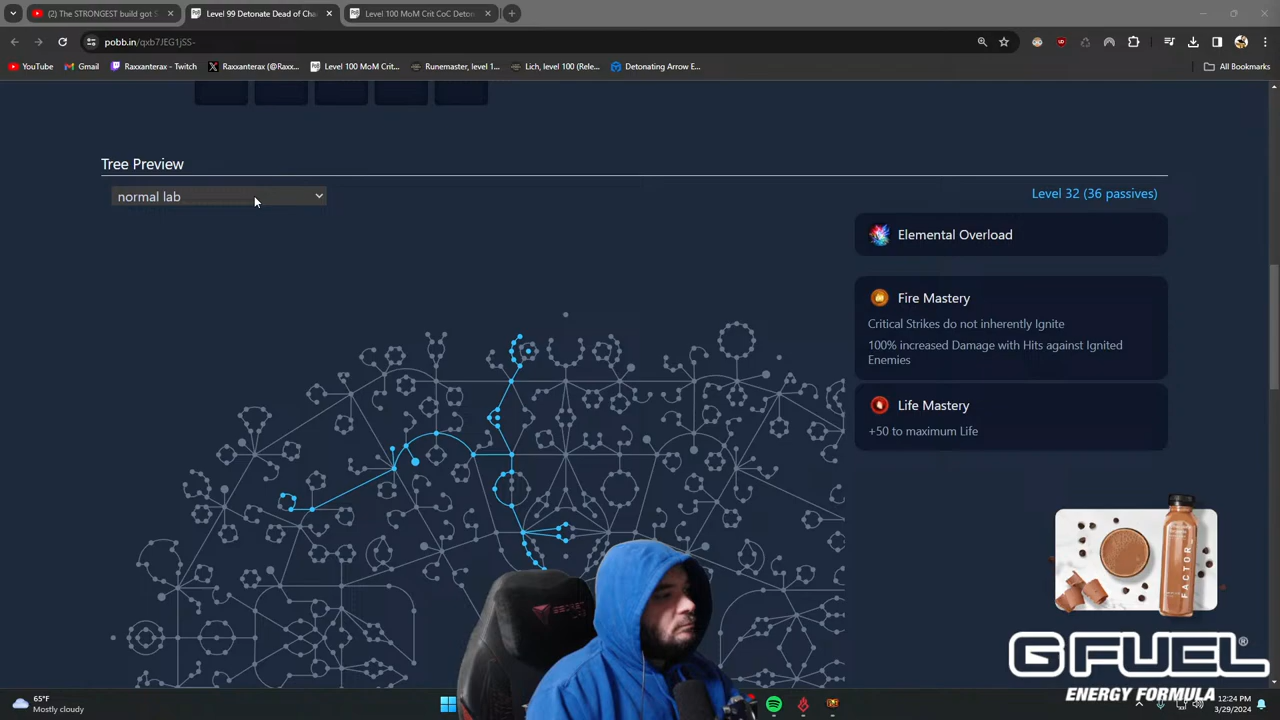 (2) The STRONGEST build got S
Level 99 Detonate Dead of Cha
Level 100 MoM Crit CoC Deton
pobb.in/qxb7JEG1jSS-
YouTube
Gmail
Raxxanterax - Twitch
Raxxanterax (@Raxx...
Level 100 MoM Crit...
Runemaster, level 1...
Lich, level 100 (Rele...
Detonating Arrow E...
All Bookmarks
Tree Preview
normal lab
Level 32 (36 passives)
Elemental Overload
Fire Mastery
Critical Strikes do not inherently Ignite
100% increased Damage with Hits against Ignited
Enemies
Life Mastery
+50 to maximum Life
FACTOR_
SECRET
G FUEL®
ENERGY FORMULA
65°F
Mostly cloudy
12:24 PM
3/29/2024